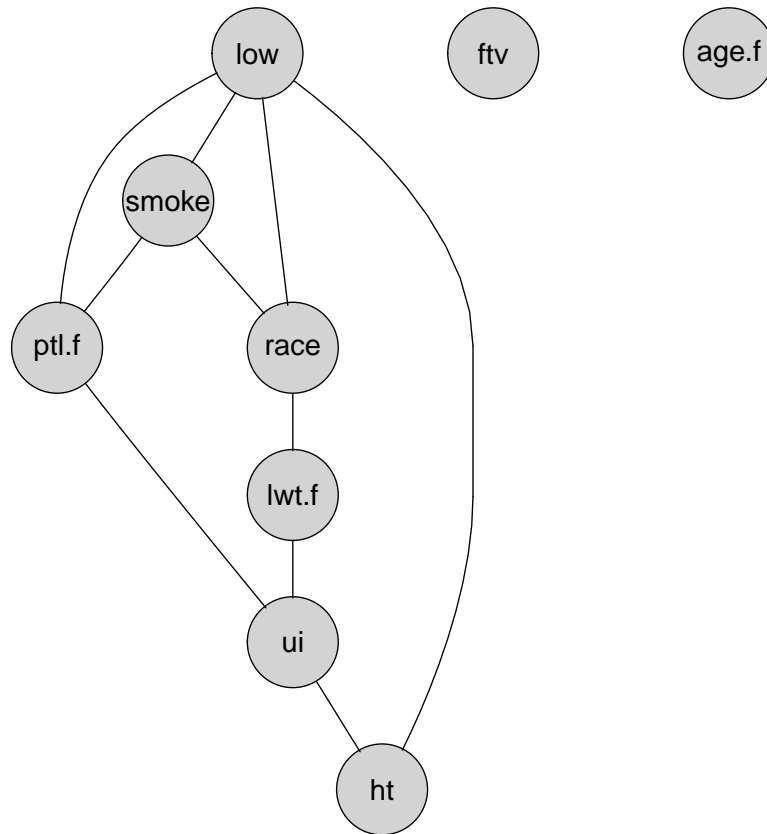 low
ftv
age.f
smoke
ptl.f
race
lwt.f
ui
ht